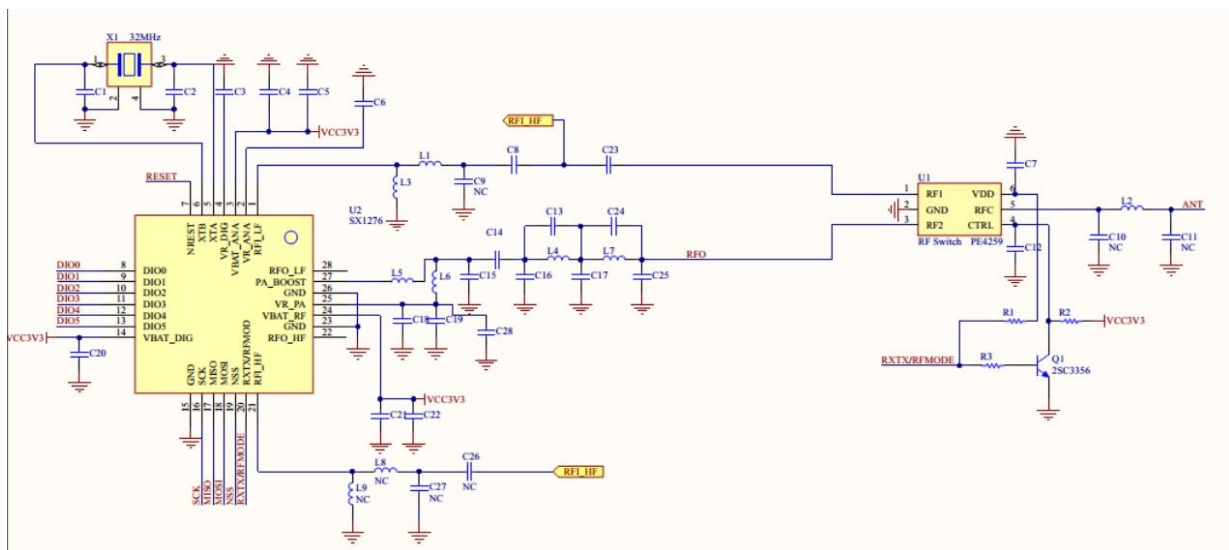 X1 32MHz
1
3
2
4
C1
C2
C3
C4
C5
C6
VCC3V3
RFI_HF
L1
C8
C23
L3
C9
NC
C7
RESET
7
6
5
4
3
2
1
NREST
XTB
XTA
VR_DIG
VBAT_ANA
VR_ANA
RFI_LF
U2
SX1276
U1
1
RF1
VDD
6
2
GND
RFC
5
3
RF2
CTRL
4
RF Switch PE4259
L2
ANT
C10
NC
C11
NC
C12
DIO0
8
DIO0
DIO1
9
DIO1
DIO2
10
DIO2
DIO3
11
DIO3
DIO4
12
DIO4
DIO5
13
DIO5
VCC3V3
14
VBAT_DIG
C20
RFO_LF
28
PA_BOOST
27
GND
26
VR_PA
25
VBAT_RF
24
GND
23
RFO_HF
22
C13
C24
C14
L4
L7
RFO
L5
L6
C15
C16
C17
C25
C18
C19
C28
R1
R2
VCC3V3
RXTX/RFMODE
R3
Q1
2SC3356
VCC3V3
C21
C22
GND
SCK
MISO
MOSI
NSS
RXTX/RFMOD
RFI_HF
15
16
17
18
19
20
21
SCK
MISO
MOSI
NSS
RXTX/RFMODE
L8
NC
C26
NC
RFI_HF
L9
NC
C27
NC